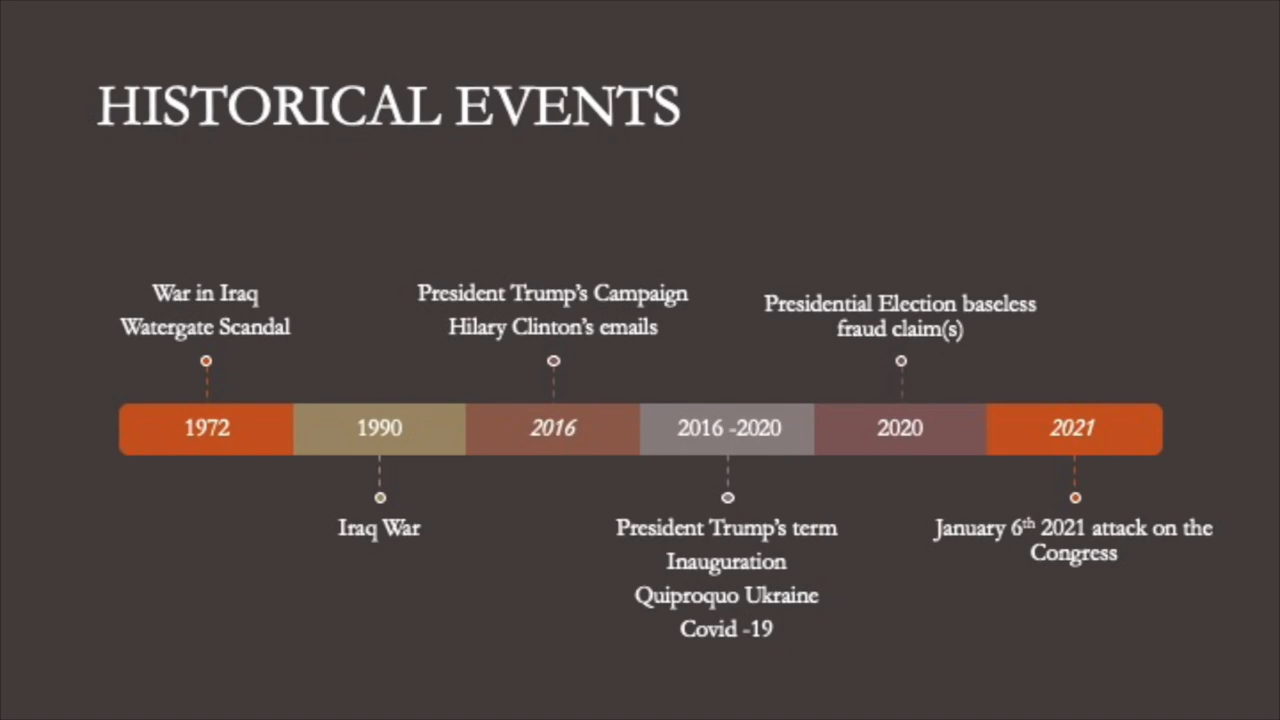 HISTORICAL EVENTS
War in Iraq
Watergate Scandal
President Trump's Campaign
Hilary Clinton's emails
Presidential Election baseless
fraud claim(s)
1972
1990
2016
2016 -2020
2020
2021
Iraq War
President Trump's term
Inauguration
Quiproquo Ukraine
Covid -19
January 6th 2021 attack on the
Congress